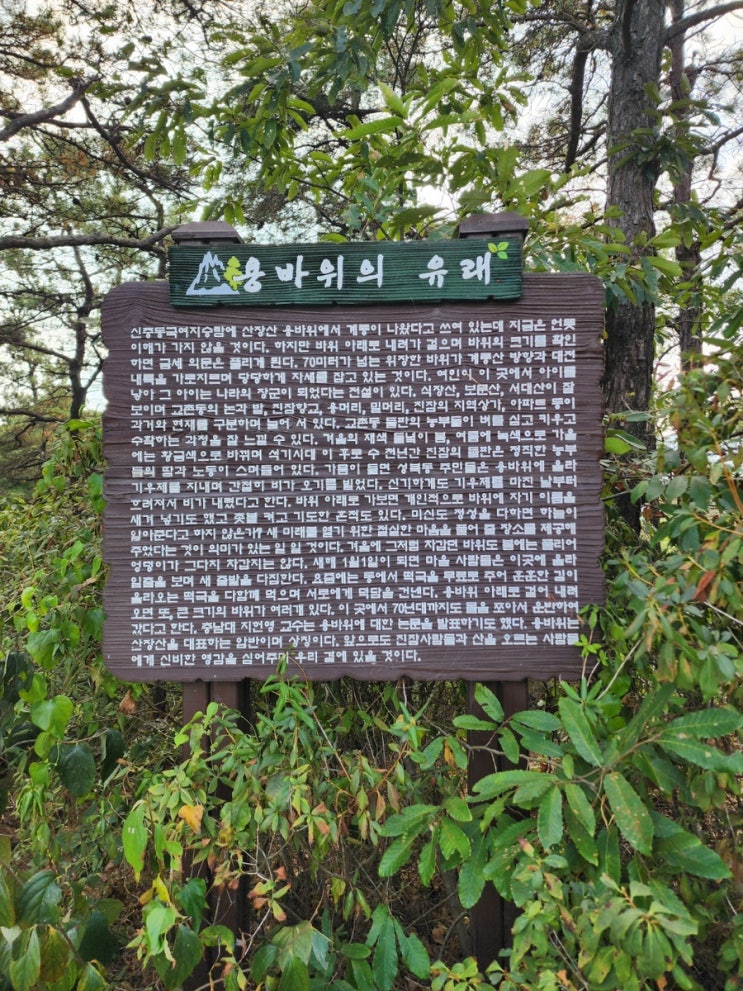 용바위의 유래
신증동국여지승람에 산장산 용바위에서 계룡이 나왔다고 쓰여 있는데 지금은 언뜻
이해가 가지 않을 것이다. 하지만 바위 아래로 내려가 걸으며 바위의 크기를 확인
하면 금세 의문은 풀리게 된다. 70미터가 넘는 위장한 바위가 계룡산 방향과 대전
내륙을 가로지르며 당당하게 자세를 잡고 있는 것이다. 여인이 이 곳에서 아이를
낳아 그 아이는 나라의 장군이 되었다는 전설이 있다. 식장산, 보문산, 서대산이 잘
보이며 교촌동의 논과 밭, 진잠향교, 용머리, 밀머리, 진잠의 지역상가, 아파트 등이
과거와 현재를 구분하며 늘어 서 있다. 교촌동 들판의 농부들이 벼를 심고 키우고
수확하는 과정을 잘 느낄 수 있다. 겨울의 재색 들녘이 봄, 여름에 녹색으로 가을
에는 황금색으로 바뀌며 석기시대 이 후로 수 천년간 진잠의 들판은 정직한 농부
들의 땀과 노동이 스며들어 있다. 가뭄이 들면 성북동 주민들은 용바위에 올라
기우제를 지내며 간절히 비가 오기를 빌었다. 신기하게도 기우제를 마친 날부터
흐려져서 비가 내렸다고 한다. 바위 아래로 가보면 개인적으로 바위에 자기 이름을
새겨 넣기도 했고 촛불 켜고 기도한 흔적도 있다. 미신도 정성을 다하면 하늘이
알아준다고 하지 않은가? 새 미래를 열기 위한 절실한 마음을 풀어 줄 장소를 제공해
주었다는 것이 의미가 있는 일 일 것이다. 겨울에 그처럼 차갑던 바위도 봄에는 풀리어
엉덩이가 그다지 차갑지는 않다. 새해 1월1일이 되면 마을 사람들은 이곳에 올라
일출을 보며 새 출발을 다짐한다. 요즘에는 동에서 떡국을 무료로 주어 훈훈한 김이
올라오는 떡국을 다함께 먹으며 서로에게 덕담을 건넨다. 용바위 아래로 걸어 내려
오면 또, 큰 크기의 바위가 여러개 있다. 이 곳에서 70년대까지도 돌을 쪼아서 운반하여
갔다고 한다. 충남대 지헌영 교수는 용바위에 대한 논문을 발표하기도 했다. 용바위는
산장산을 대표하는 압반이며 상징이다. 앞으로도 진잠사람들과 산을 오르는 사람들
에게 신비한 영감을 심어주며 우리 곁에 있을 것이다.